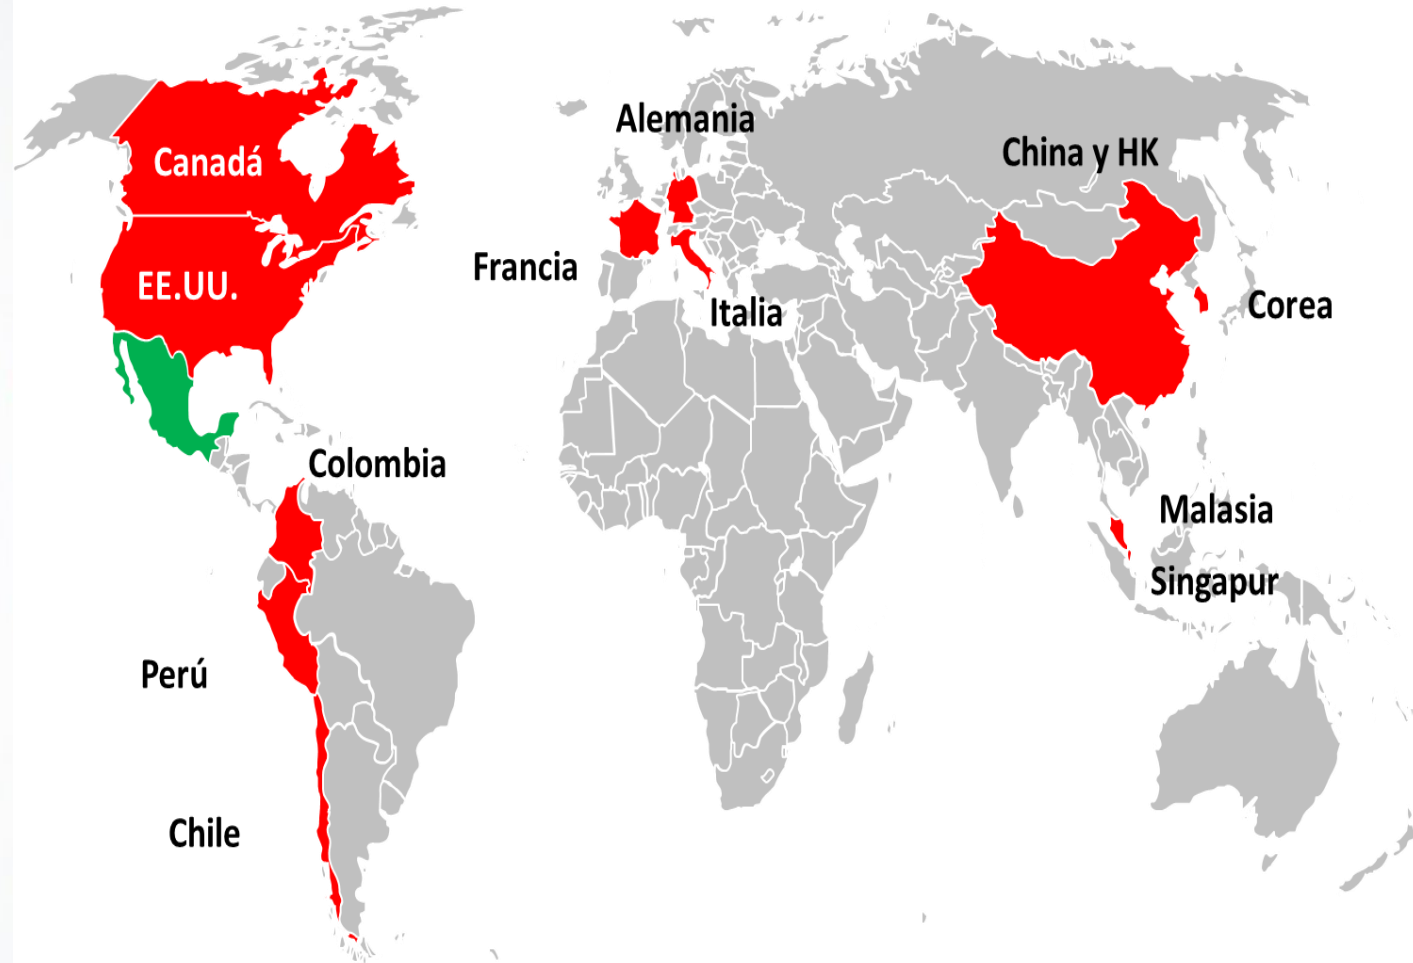 Alemania
China y HK
Canadá
Francia
EE.UU.
Italia
Corea
Colombia
Malasia
Singapur
Perú
Chile